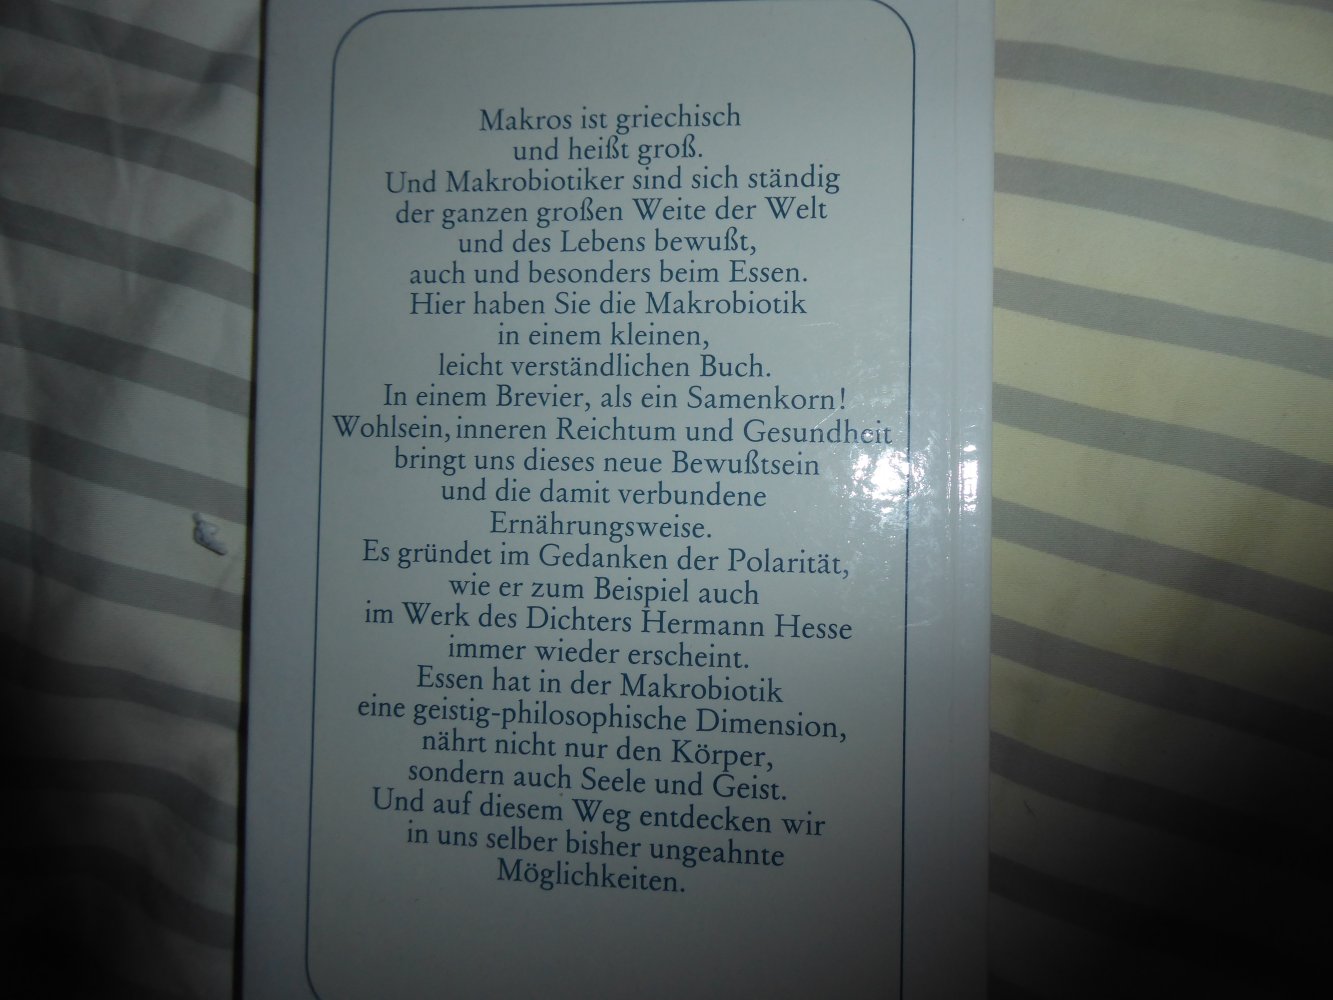 Makros ist griechisch
und heißt groß.
Und Makrobiotiker sind sich ständig
der ganzen großen Weite der Welt
und des Lebens bewußt,
auch und besonders beim Essen.
Hier haben Sie die Makrobiotik
in einem kleinen,
leicht verständlichen Buch.
In einem Brevier, als ein Samenkorn!
Wohlsein, inneren Reichtum und Gesundheit
bringt uns dieses neue Bewußtsein
und die damit verbundene
Ernährungsweise.
Es gründet im Gedanken der Polarität,
wie er zum Beispiel auch
im Werk des Dichters Hermann Hesse
immer wieder erscheint.
Essen hat in der Makrobiotik
eine geistig-philosophische Dimension,
nährt nicht nur den Körper,
sondern auch Seele und Geist.
Und auf diesem Weg entdecken wir
in uns selber bisher ungeahnte
Möglichkeiten.